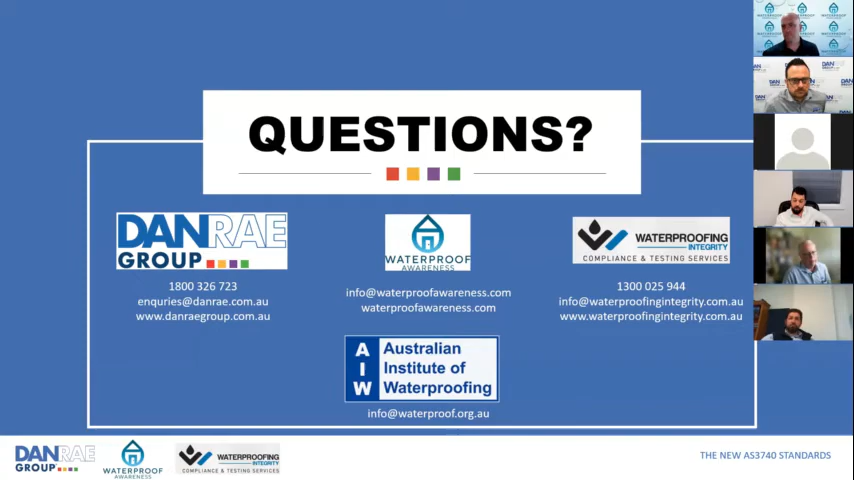 QUESTIONS?
DANRAE
GROUP
1800 326 723
enquries@danrae.com.au
www.danraegroup.com.au
WATERPROOF
AWARENESS
info@waterproofawareness.com
waterproofawareness.com
WATERPROOFING
INTEGRITY
COMPLIANCE & TESTING SERVICES
1300 025 944
info@waterproofingintegrity.com.au
www.waterproofingintegrity.com.au
AIW
Australian
Institute of
Waterproofing
info@waterproof.org.au
DANRAE
GROUP
WATERPROOF
AWARENESS
WATERPROOFING
INTEGRITY
COMPLIANCE & TESTING SERVICES
THE NEW AS3740 STANDARDS